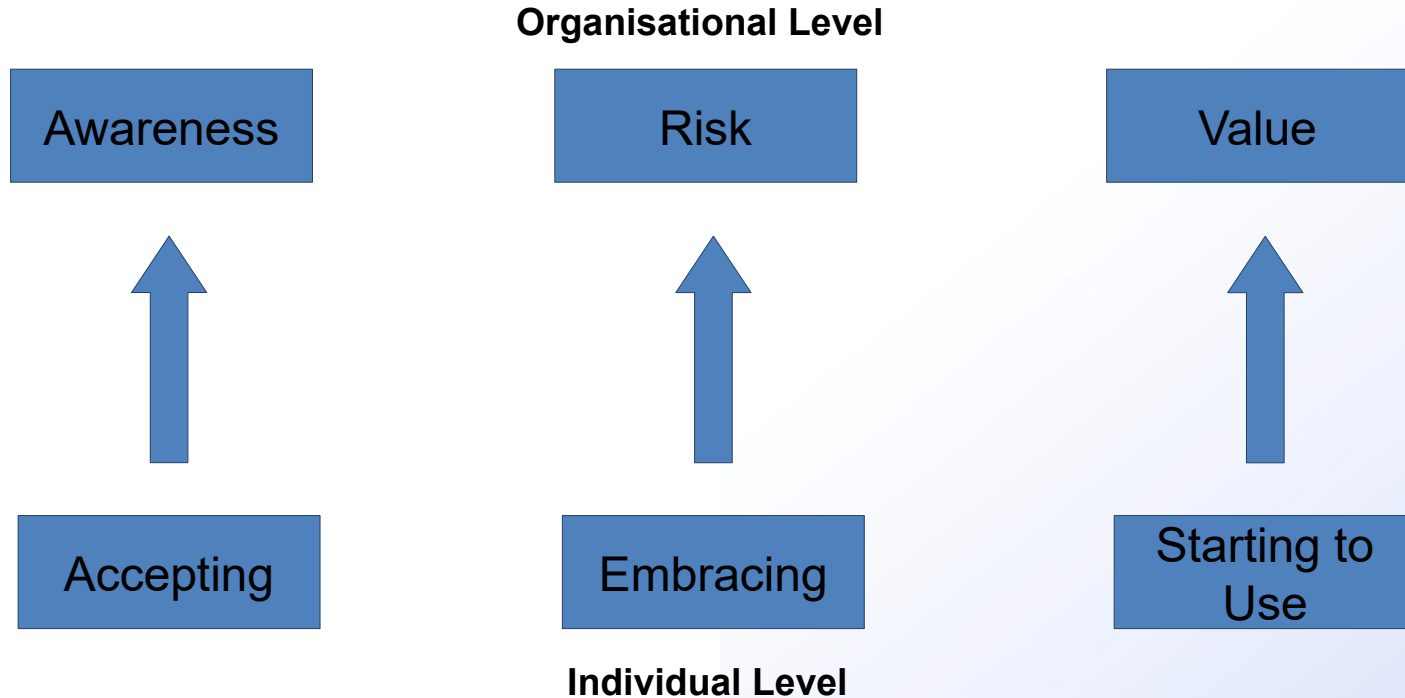 Organisational Level
Awareness
Risk
Value
Accepting
Embracing
Starting to
Use
Individual Level